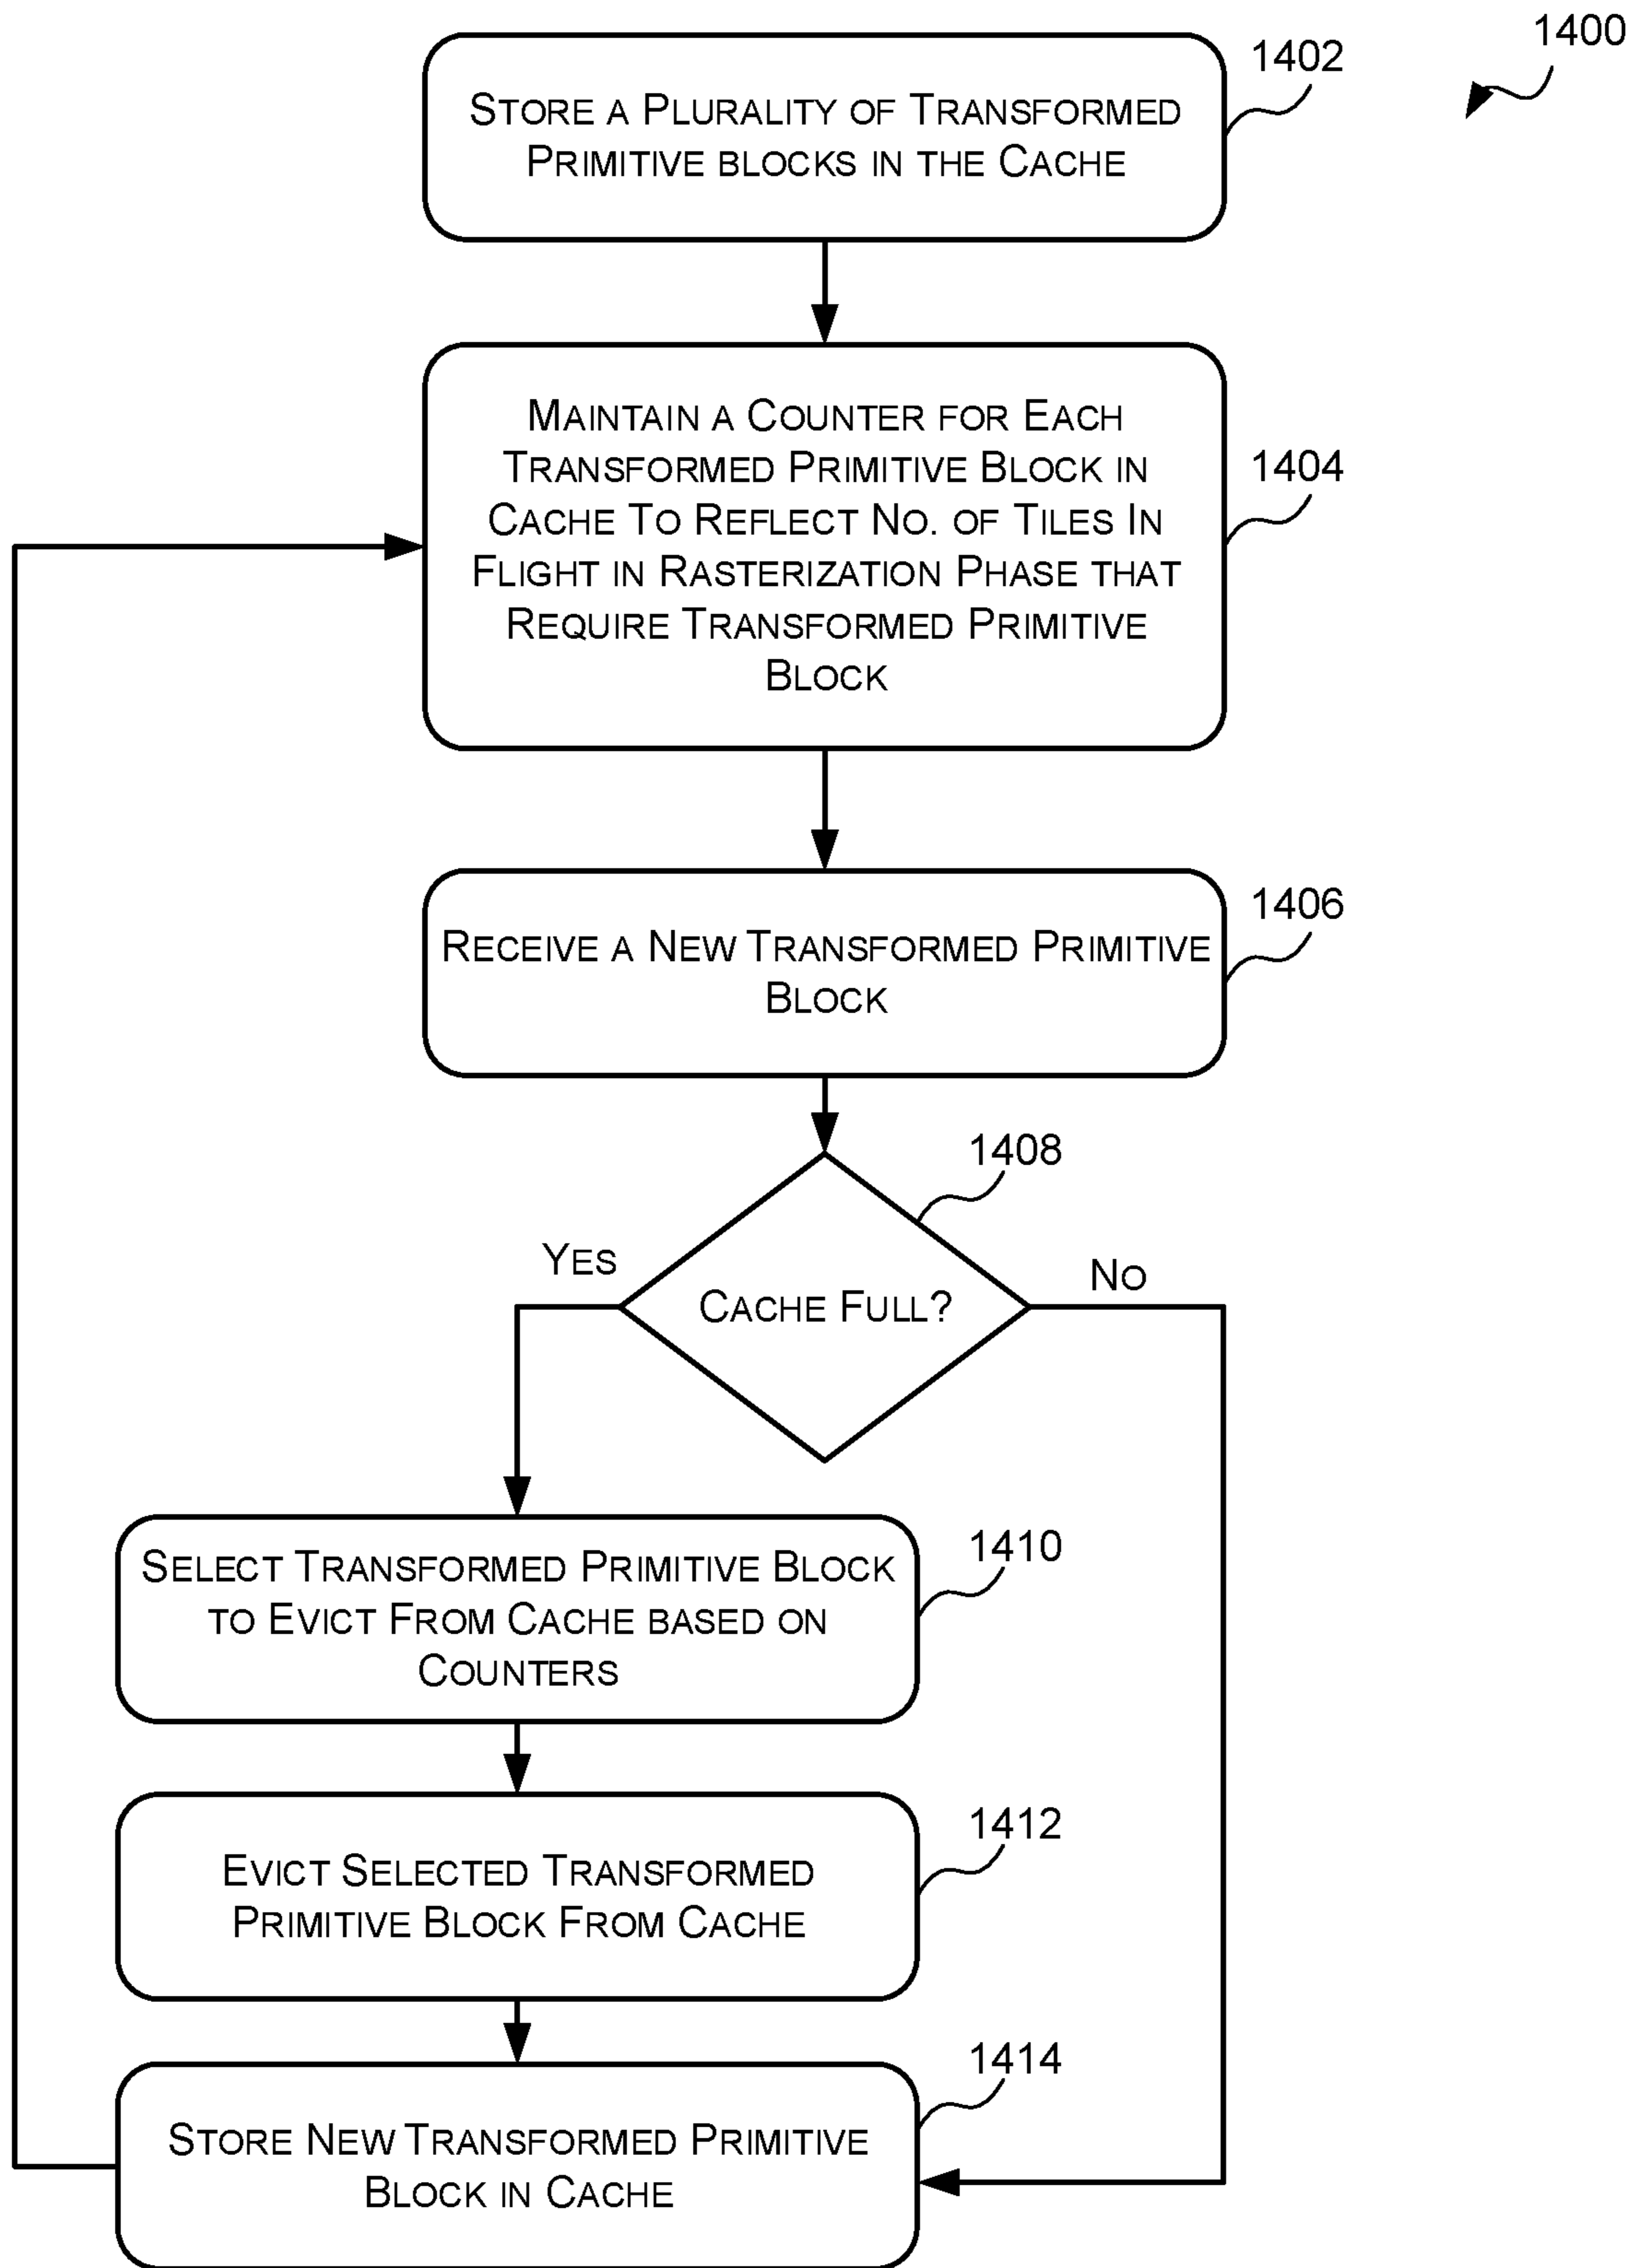 1400
1402
STORE A PLURALITY OF TRANSFORMED
PRIMITIVE BLOCKS IN THE CACHE
MAINTAIN A COUNTER FOR EACH
TRANSFORMED PRIMITIVE BLOCK IN
CACHE TO REFLECT NO. OF TILES IN
FLIGHT IN RASTERIZATION PHASE THAT
REQUIRE TRANSFORMED PRIMITIVE
BLOCK
1404
RECEIVE A NEW TRANSFORMED PRIMITIVE
BLOCK
1406
1408
YES
NO
CACHE FULL?
SELECT TRANSFORMED PRIMITIVE BLOCK
TO EVICT FROM CACHE BASED ON
COUNTERS
1410
EVICT SELECTED TRANSFORMED
PRIMITIVE BLOCK FROM CACHE
1412
STORE NEW TRANSFORMED PRIMITIVE
BLOCK IN CACHE
1414